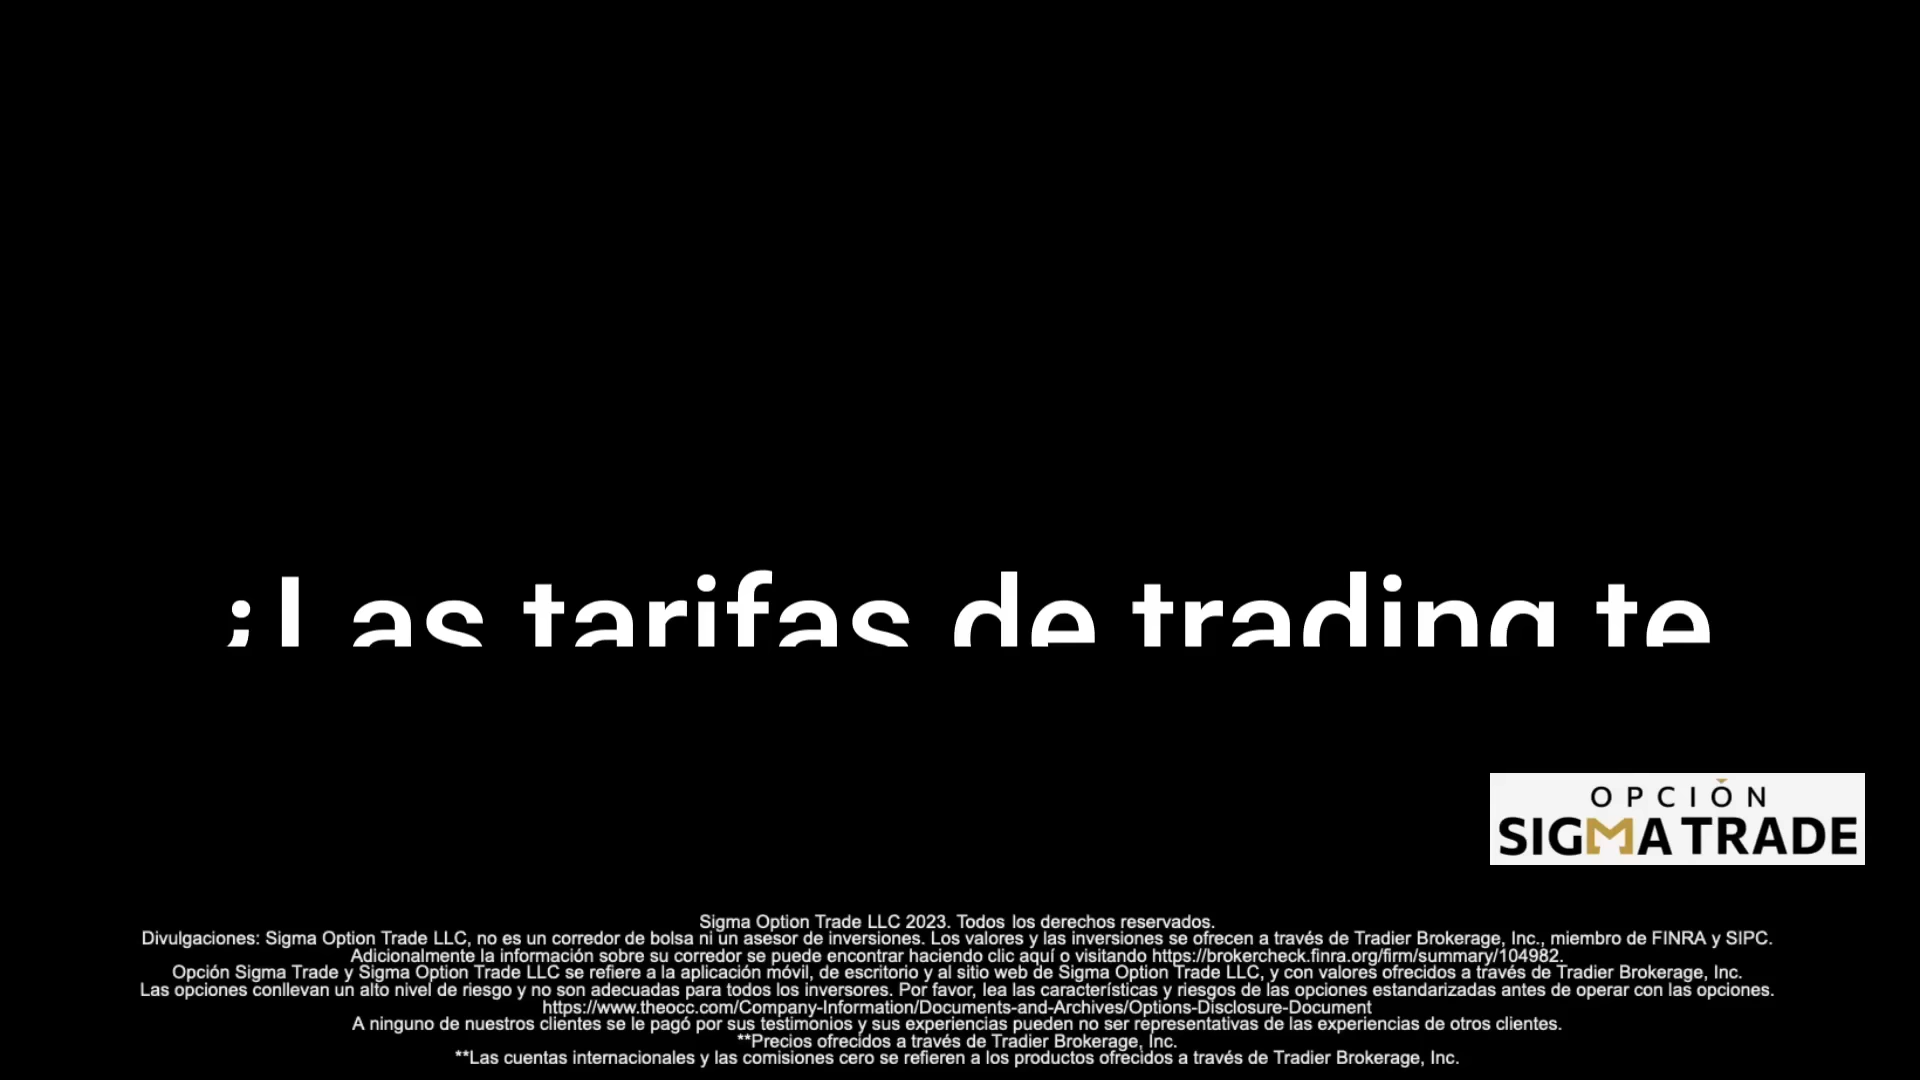 ¿Las tarifas de trading te
OPCIÓN
SIGMA TRADE
Sigma Option Trade LLC 2023. Todos los derechos reservados.
Divulgaciones: Sigma Option Trade LLC, no es un corredor de bolsa ni un asesor de inversiones. Los valores y las inversiones se ofrecen a través de Tradier Brokerage, Inc., miembro de FINRA y SIPC.
Adicionalmente la información sobre su corredor se puede encontrar haciendo clic aquí o visitando https://brokercheck.finra.org/firm/summary/104982.
Opción Sigma Trade y Sigma Option Trade LLC se refiere a la aplicación móvil, de escritorio y al sitio web de Sigma Option Trade LLC, y con valores ofrecidos a través de Tradier Brokerage, Inc.
Las opciones conllevan un alto nivel de riesgo y no son adecuadas para todos los inversores. Por favor, lea las características y riesgos de las opciones estandarizadas antes de operar con las opciones.
https://www.theocc.com/Company-Information/Documents-and-Archives/Options-Disclosure-Document
A ninguno de nuestros clientes se le pagó por sus testimonios y sus experiencias pueden no ser representativas de las experiencias de otros clientes.
**Precios ofrecidos a través de Tradier Brokerage, Inc.
**Las cuentas internacionales y las comisiones cero se refieren a los productos ofrecidos a través de Tradier Brokerage, Inc.